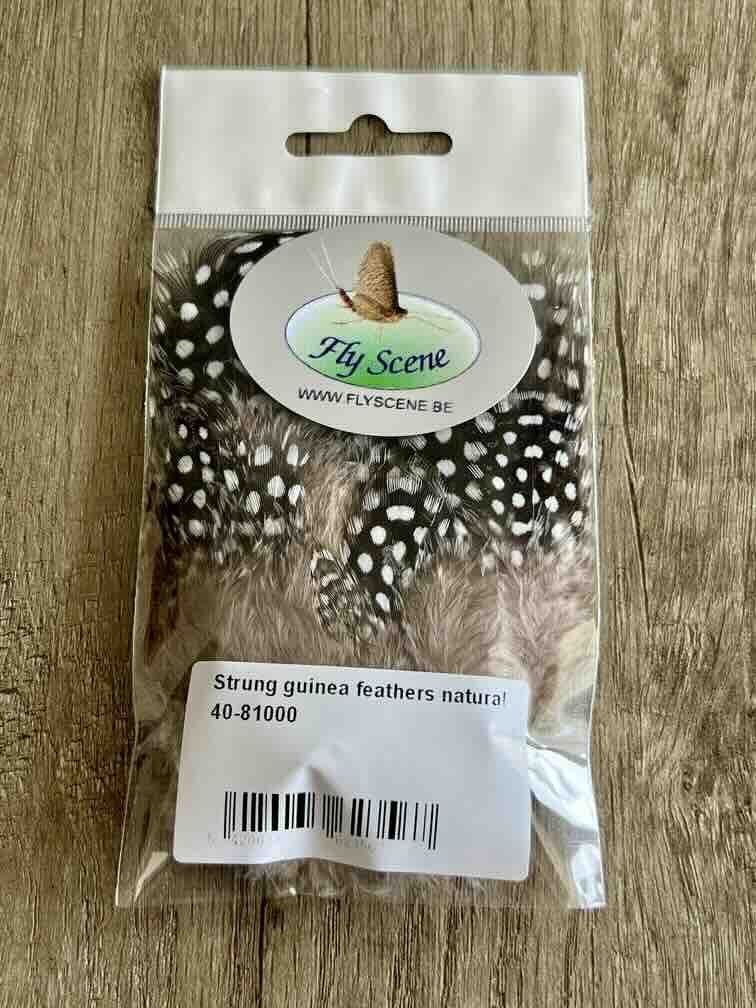 Fly Scene
WWW.FLYSCENE.BE
Strung guinea feathers natural
40-81000